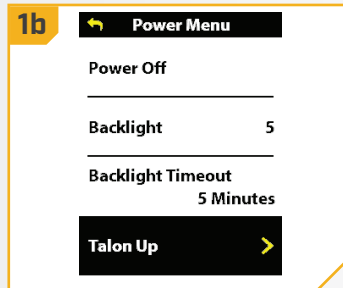 1b
Power Menu
Power Off
Backlight 5
Backlight Timeout
5 Minutes
Talon Up